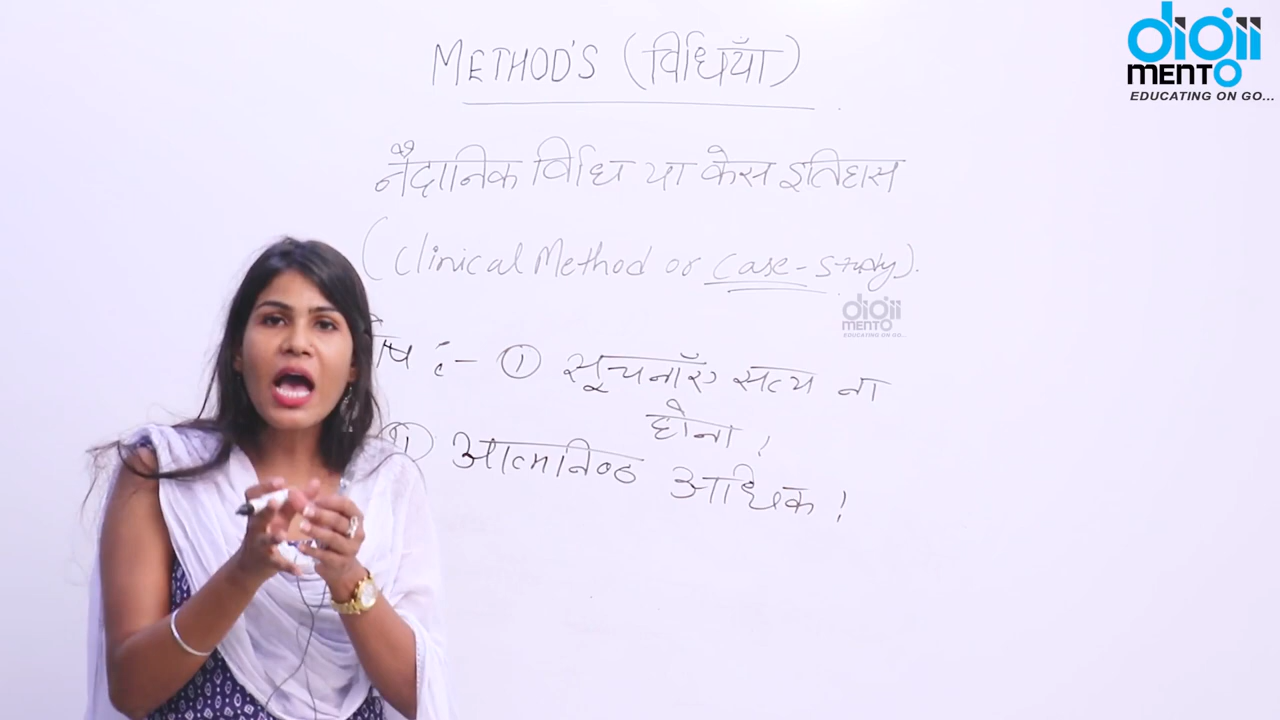 METHOD'S (विधियाँ)
नैदानिक विधि या केस इतिहास
(Clinical Method or Case-Study).
:- ① सूचनाएँ सत्य ना
होना !
आत्मनिष्ठ आधिक !
digii
MENTO
EDUCATING ON GO...
digii
MENTO
EDUCATING ON GO...